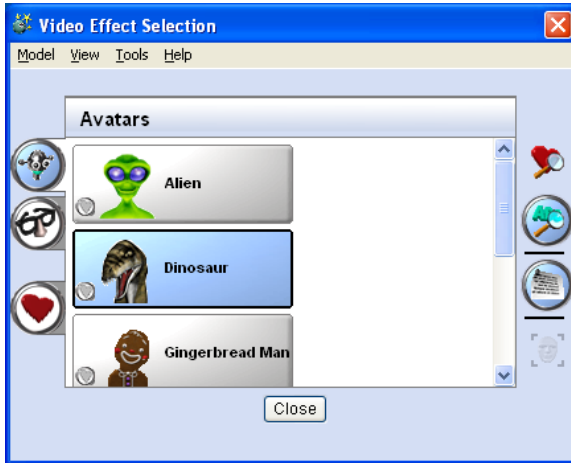 Video Effect Selection
Model View Tools Help
Avatars
Alien
Dinosaur
Gingerbread Man
Close